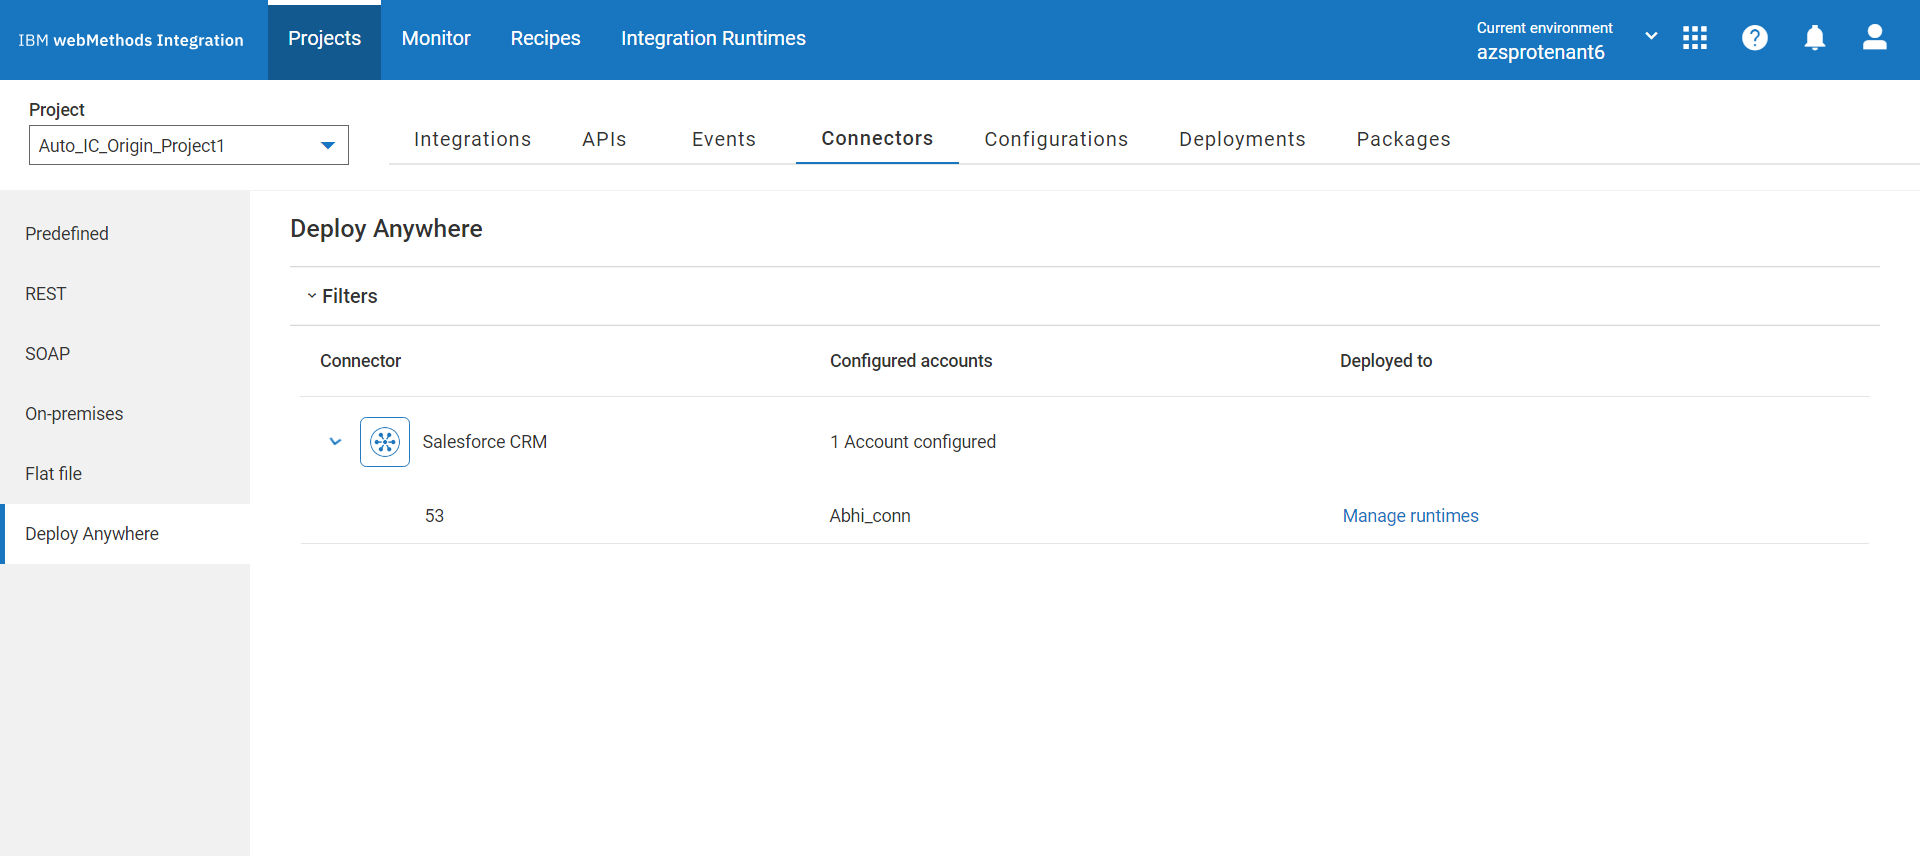 IBM webMethods Integration
Projects
Monitor
Recipes
Integration Runtimes
Current environment
azsprotenant6
Project
Auto_IC_Origin_Project1
Integrations
APIs
Events
Connectors
Configurations
Deployments
Packages
Predefined
REST
SOAP
On-premises
Flat file
Deploy Anywhere
Deploy Anywhere
Filters
Connector
Configured accounts
Deployed to
Salesforce CRM
1 Account configured
53
Abhi_conn
Manage runtimes